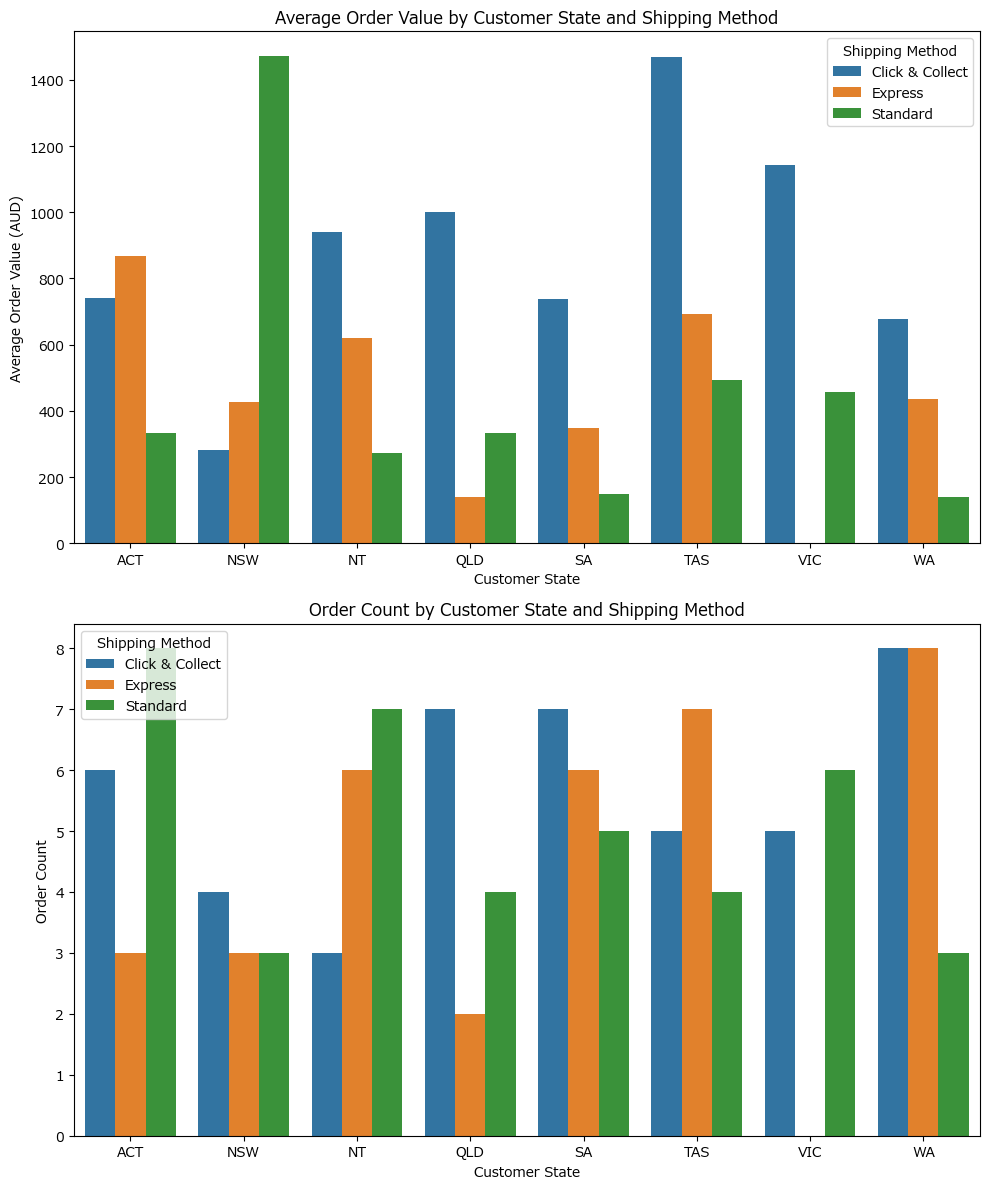 Average Order Value by Customer State and Shipping Method
Average Order Value (AUD)
1400
1200
1000
800
600
400
200
0
Shipping Method
Click & Collect
Express
Standard
ACT NSW NT QLD SA TAS VIC WA
Customer State
Order Count by Customer State and Shipping Method
Order Count
8
7
6
5
4
3
2
1
0
Shipping Method
Click & Collect
Express
Standard
ACT NSW NT QLD SA TAS VIC WA
Customer State